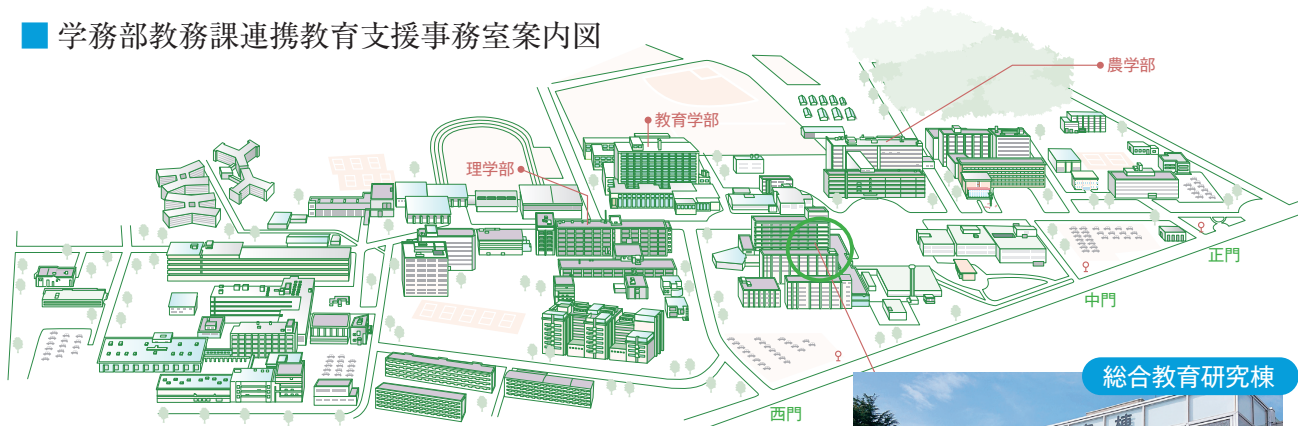 学務部教務課連携教育支援事務室案内図
農学部
教育学部
理学部
正門
中門
西門
総合教育研究棟